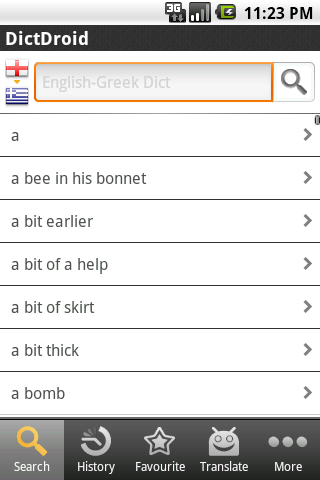 3G 11:23 PM
DictDroid
English-Greek Dict
a
a bee in his bonnet
a bit earlier
a bit of a help
a bit of skirt
a bit thick
a bomb
Search History Favourite Translate More